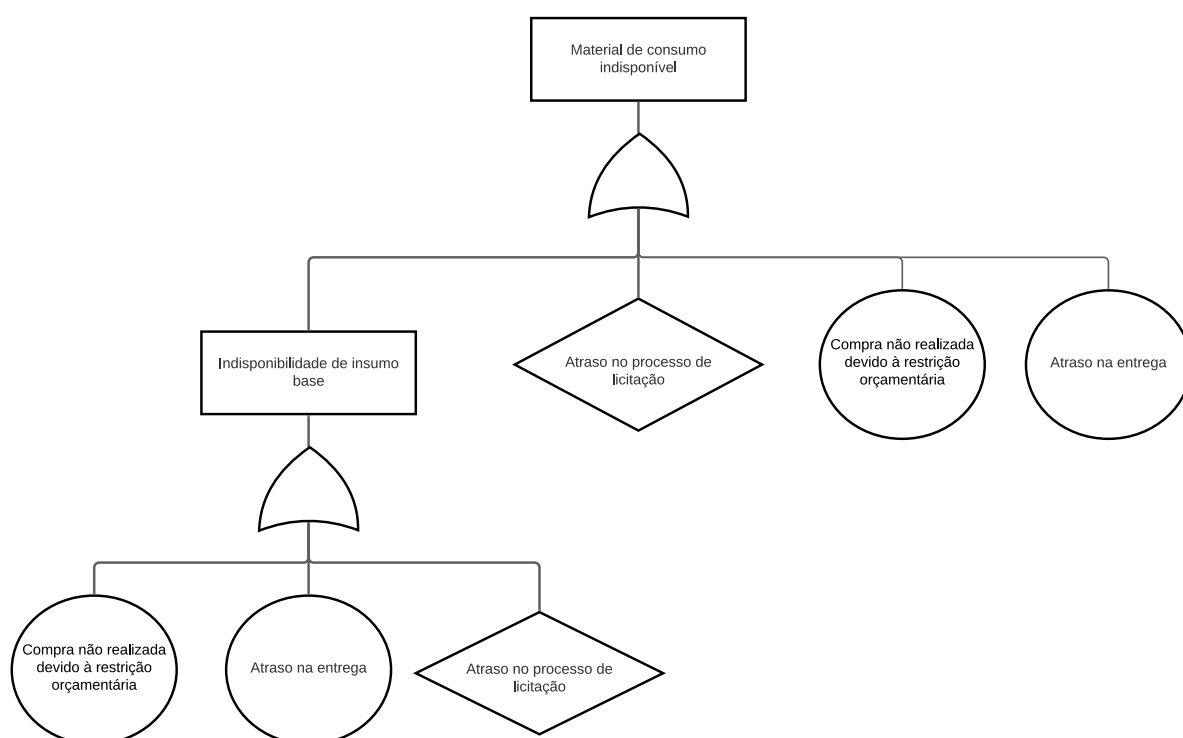 Material de consumo
indisponível
Indisponibilidade de insumo
base
Atraso no processo de
licitação
Compra não realizada
devido à restrição
orçamentária
Atraso na entrega
Compra não realizada
devido à restrição
orçamentária
Atraso na entrega
Atraso no processo de
licitação